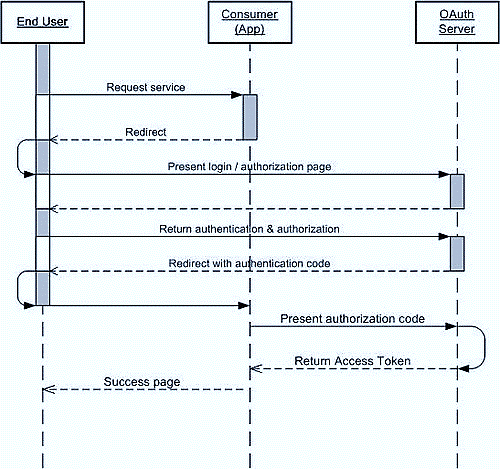 End User
Consumer
(App)
OAuth
Server
Request service
Redirect
Present login / authorization page
Return authentication & authorization
Redirect with authentication code
Present authorization code
Return Access Token
Success page